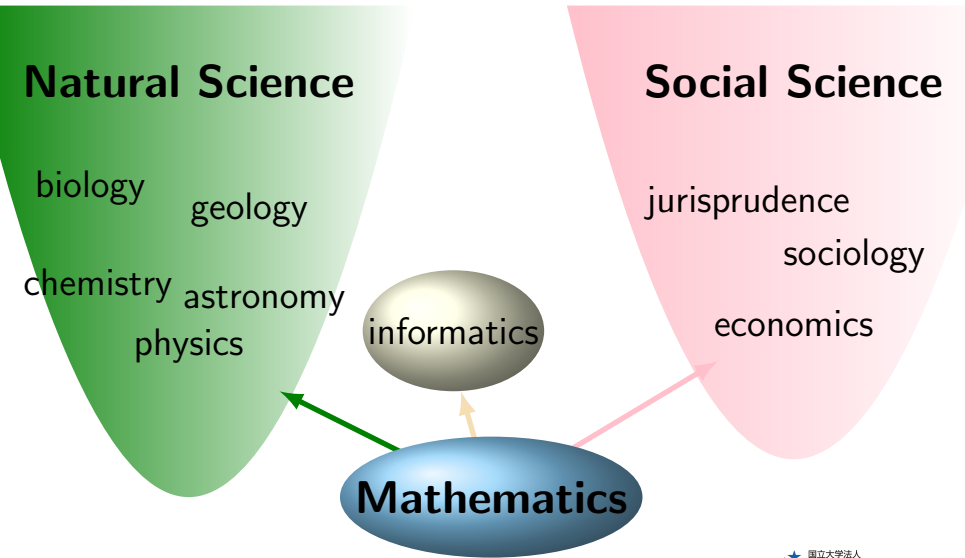 Natural Science
Social Science
biology
geology
jurisprudence
sociology
chemistry
astronomy
informatics
economics
physics
Mathematics
国立大学法人